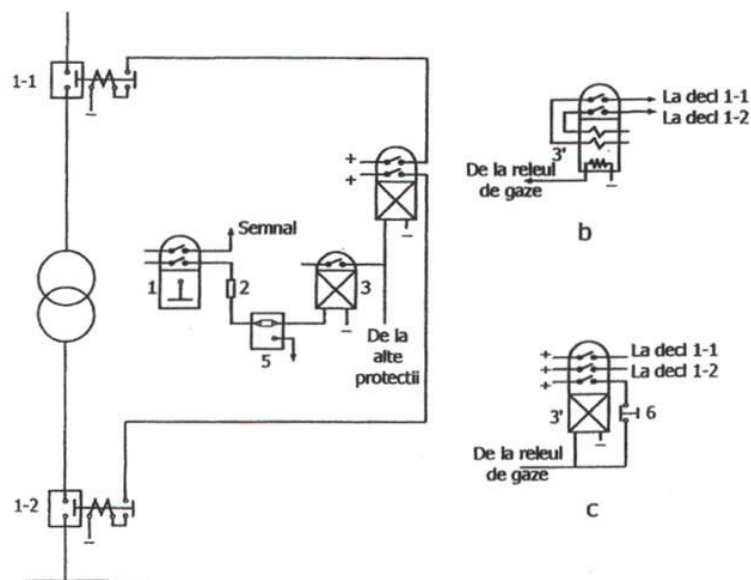 1-1
+
+
Semnal
1
2
3
5
De la
alte
protectii
1-2
3'
La decl 1-1
La decl 1-2
De la releul
de gaze
b
+
+
+
La decl 1-1
La decl 1-2
3'
6
De la releul
de gaze
c